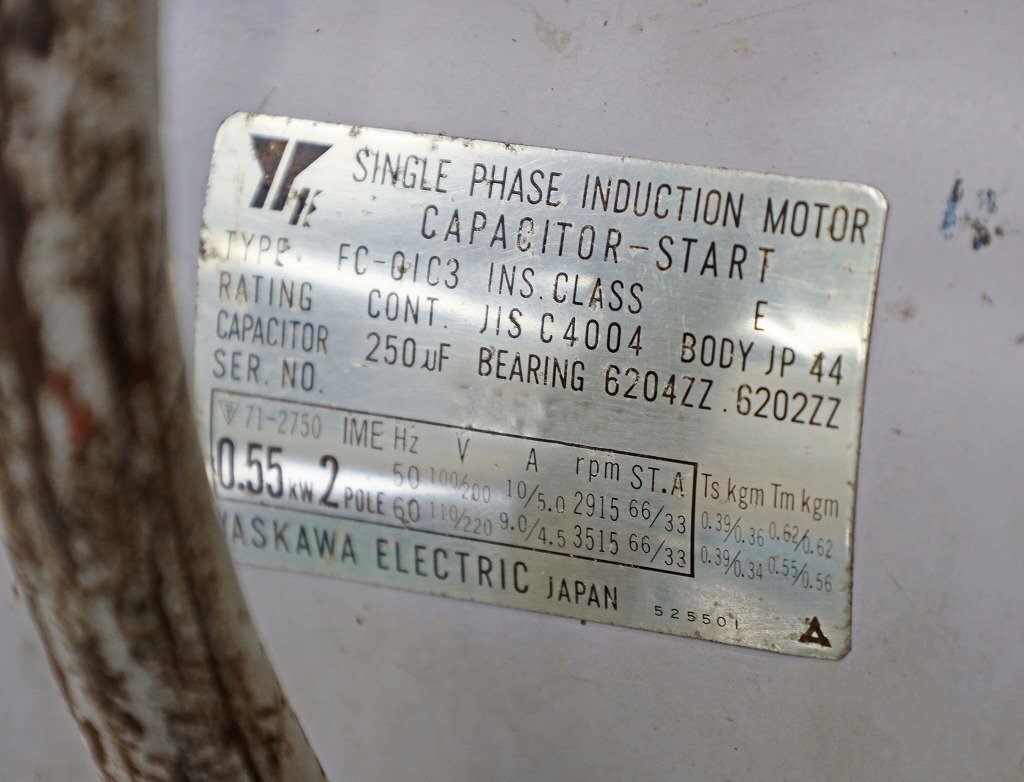 SINGLE PHASE INDUCTION MOTOR
CAPACITOR-START
TYPE. FC-01C3 INS. CLASS E
RATING CONT. JIS C4004 BODY JP 44
CAPACITOR 250μF BEARING 6204ZZ. 6202ZZ
SER. NO.
71-2750 IME Hz V A rpm ST.A Ts kgm Tm kgm
0.55 KW 2 POLE 50 100/200 10/5.0 2915 66/33 0.39/0.36 0.62/0.62
60 110/220 9.0/4.5 3515 66/33 0.39/0.34 0.55/0.56
YASKAWA ELECTRIC JAPAN 525501